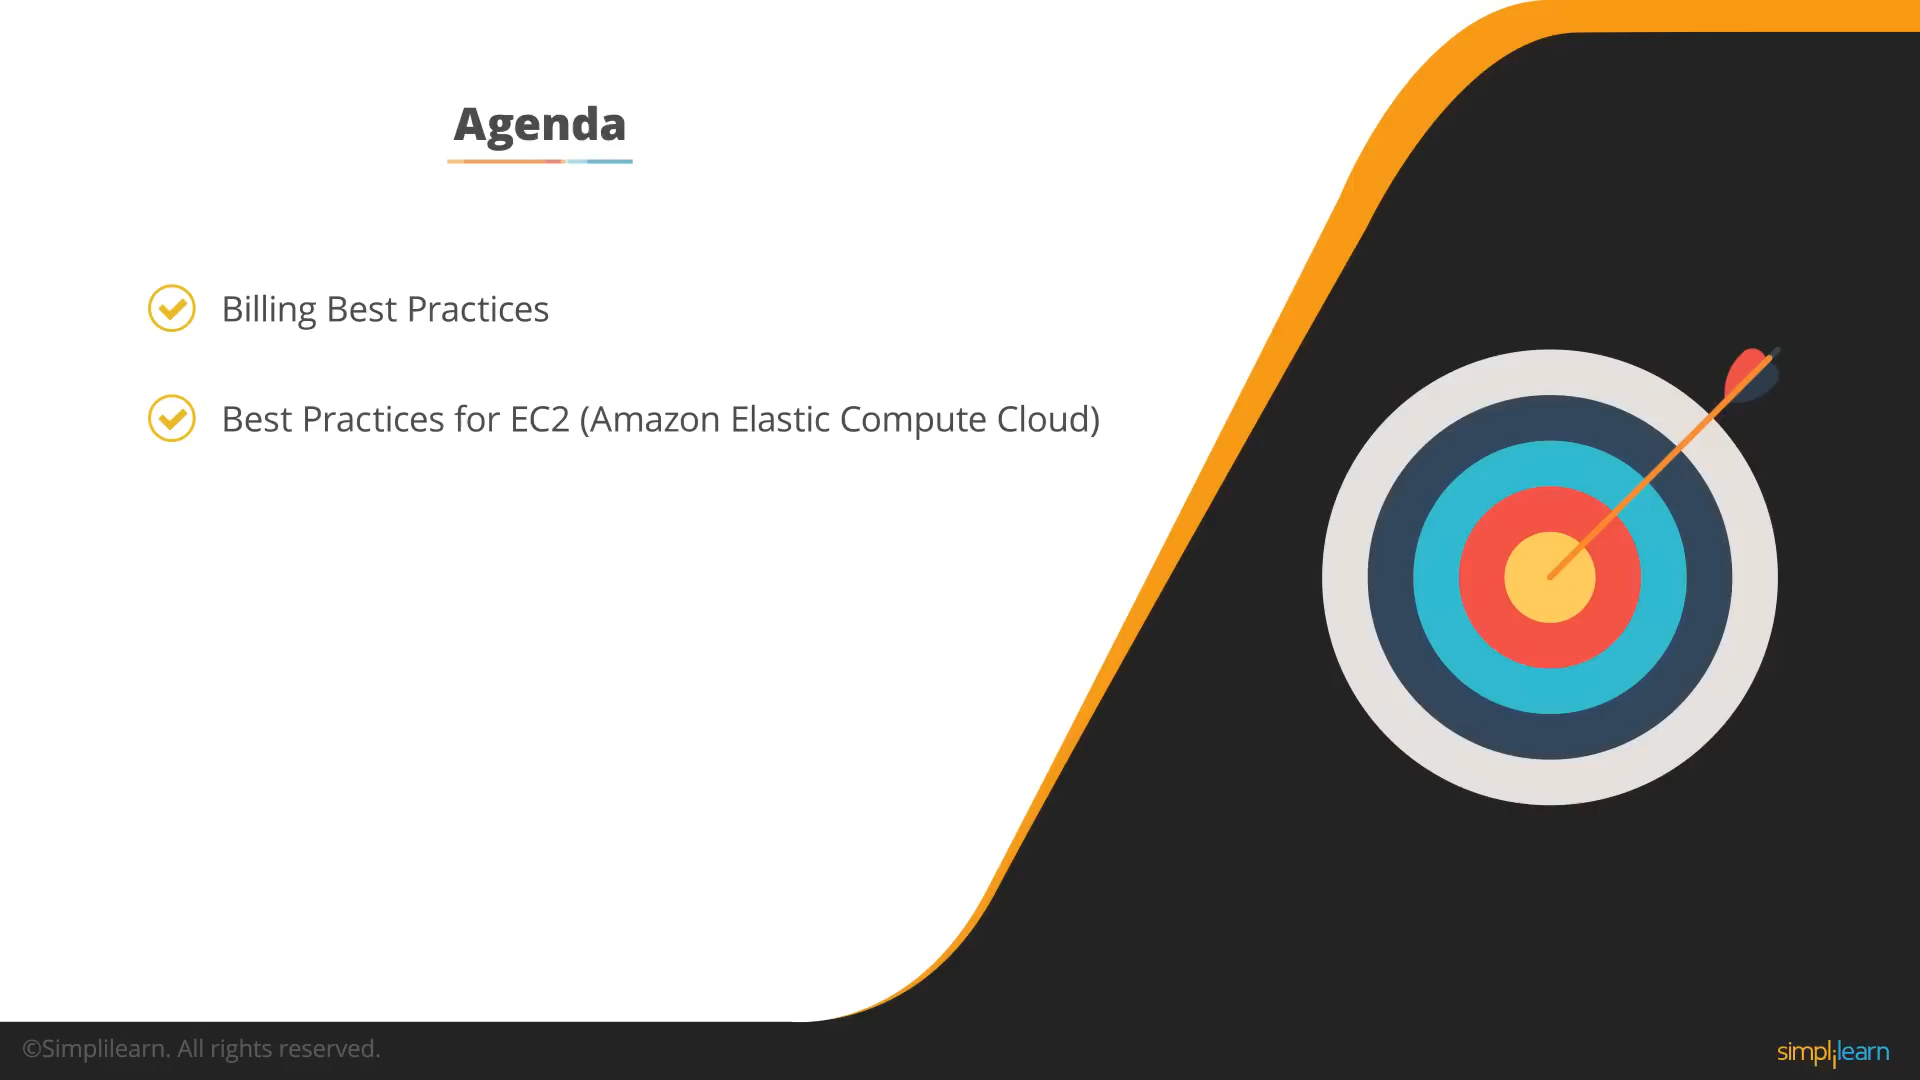 Agenda
Billing Best Practices
Best Practices for EC2 (Amazon Elastic Compute Cloud)
©Simplilearn. All rights reserved.
simplilearn